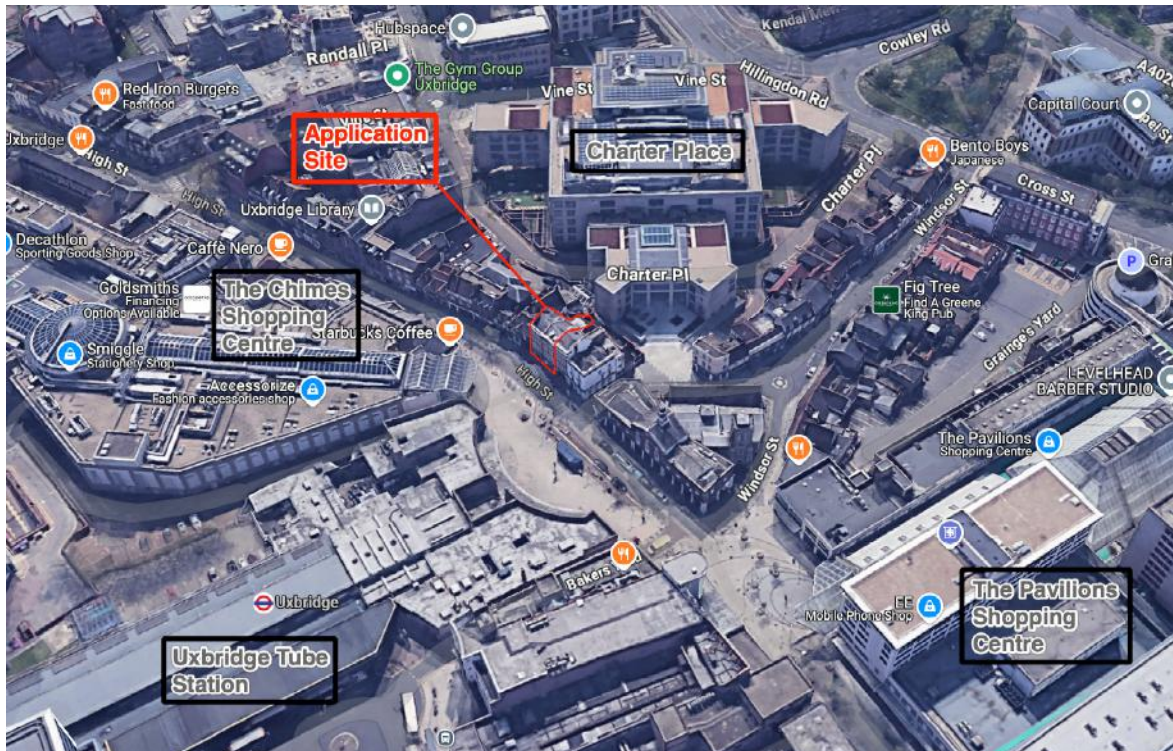 Hubspace
Randall Pl
The Gym Group
Uxbridge
Kendal Mews
Cowley Rd
Red Iron Burgers
Fast food
Vine St
Vine St
Vine St
Hillingdon Rd
Capital Court
Uxbridge
High St
Application
Site
Charter Place
Bento Boys
Japanese
Cross St
High St
Uxbridge Library
Charter Pl
Windsor St
Decathlon
Sporting Goods Shop
Caffè Nero
Goldsmiths
Financing
Options Available
The Chimes
Shopping
Centre
Charter Pl
Fig Tree
Find A Greene
King Pub
Starbucks Coffee
Smiggle
Stationery Shop
Grainge's Yard
Accessorize
Fashion accessories shop
High St
LEVELHEAD
BARBER STUDIO
The Pavilions
Shopping Centre
Windsor St
Bakers
Uxbridge
EE
Mobile Phone Shop
The Pavilions
Shopping
Centre
Uxbridge Tube
Station